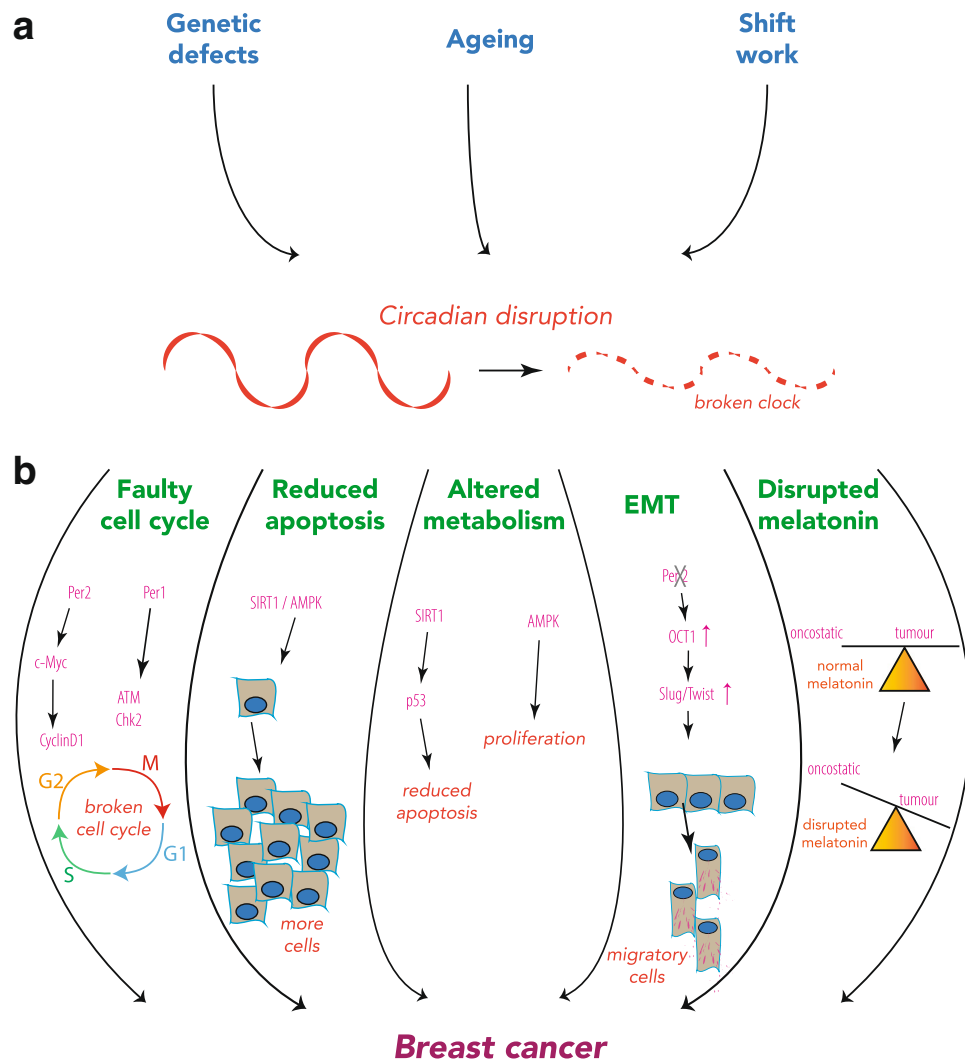 a
Genetic
defects
Ageing
Shift
work
Circadian disruption
broken clock
b
Faulty
cell cycle
Per2
Per1
c-Myc
ATM
Chk2
CyclinD1
G2
M
broken
cell cycle
S
G1
Reduced
apoptosis
SIRT1 / AMPK
more
cells
Altered
metabolism
SIRT1
AMPK
p53
proliferation
reduced
apoptosis
EMT
Per2
OCT1
Slug/Twist
migratory
cells
Disrupted
melatonin
oncostatic
tumour
normal
melatonin
oncostatic
tumour
disrupted
melatonin
Breast cancer